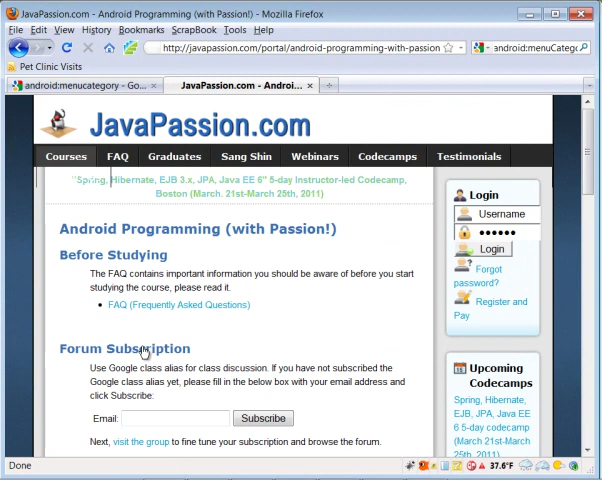 JavaPassion.com - Android Programming (with Passion!) - Mozilla Firefox
File Edit View History Bookmarks ScrapBook Tools Help
http://javapassion.com/portal/android-programming-with-passion
android:menuCatego
Pet Clinic Visits
android:menucategory - Go...
JavaPassion.com - Androi...
JavaPassion.com
Courses FAQ Graduates Sang Shin Webinars Codecamps Testimonials
"Spring, Hibernate, EJB 3.x, JPA, Java EE 6" 5-day Instructor-led Codecamp,
Boston (March. 21st-March 25th, 2011)
Android Programming (with Passion!)
Before Studying
The FAQ contains important information you should be aware of before you start
studying the course, please read it.
FAQ (Frequently Asked Questions)
Forum Subscription
Use Google class alias for class discussion. If you have not subscribed the
Google class alias yet, please fill in the below box with your email address and
click Subscribe:
Email:
Subscribe
Next, visit the group to fine tune your subscription and browse the forum.
Login
Username
Login
Forgot
password?
Register and
Pay
Upcoming
Codecamps
Spring, Hibernate,
EJB, JPA, Java EE
6 5-day codecamp
(March 21st-March
25th, 2011)
Done
37.6°F